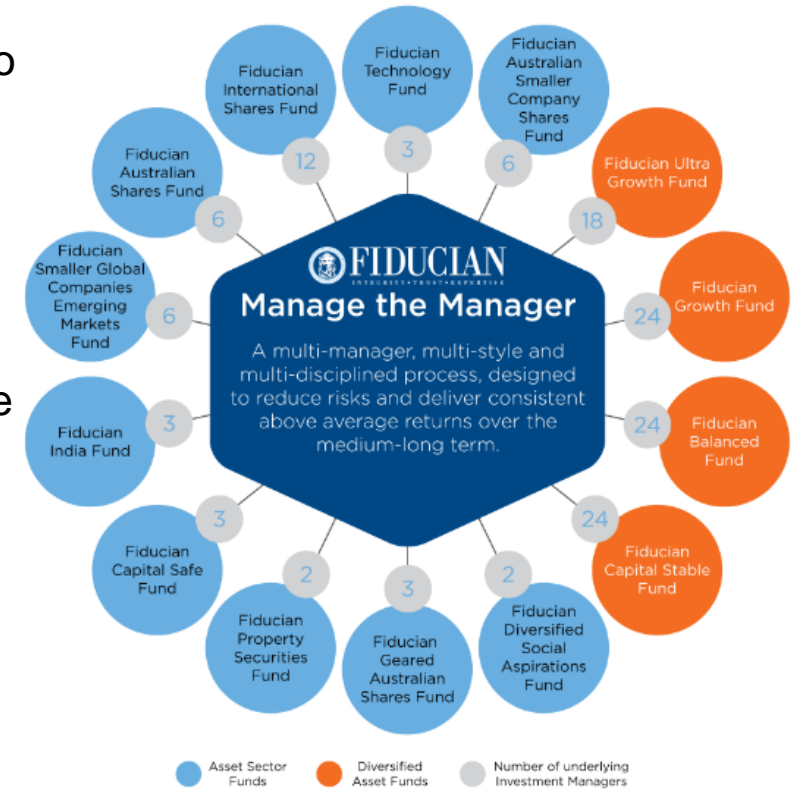 o
e
Fiducian
Technology
Fund
3
Fiducian
Australian
Smaller
Company
Shares
Fund
6
Fiducian Ultra
Growth Fund
18
Fiducian
Growth Fund
24
Fiducian
Balanced
Fund
24
Fiducian
Capital Stable
Fund
24
Fiducian
Diversified
Social
Aspirations
Fund
2
Fiducian
Geared
Australian
Shares Fund
3
Fiducian
Property
Securities
Fund
2
Fiducian
Capital Safe
Fund
3
Fiducian
India Fund
3
Fiducian
Smaller Global
Companies
Emerging
Markets
Fund
6
Fiducian
Australian
Shares Fund
6
Fiducian
International
Shares Fund
12
FIDUCIAN
INTEGRITY•TRUST•EXPERTISE
Manage the Manager
A multi-manager, multi-style and
multi-disciplined process, designed
to reduce risks and deliver consistent
above average returns over the
medium-long term.
Asset Sector
Funds
Diversified
Asset Funds
Number of underlying
Investment Managers